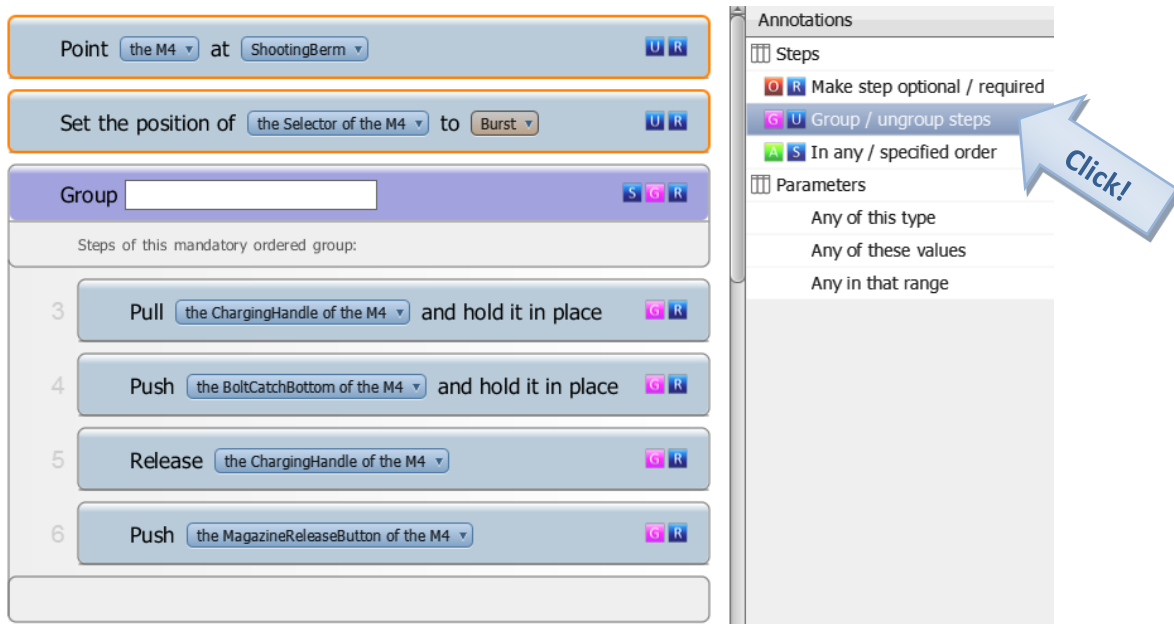 Point the M4 at ShootingBerm U R
Set the position of the Selector of the M4 to Burst U R
Group S G R
Steps of this mandatory ordered group:
3 Pull the ChargingHandle of the M4 and hold it in place G R
4 Push the BoltCatchBottom of the M4 and hold it in place G R
5 Release the ChargingHandle of the M4 G R
6 Push the MagazineReleaseButton of the M4 G R
Annotations
Steps
O R Make step optional / required
G U Group / ungroup steps
A S In any / specified order
Parameters
Any of this type
Any of these values
Any in that range
Click!